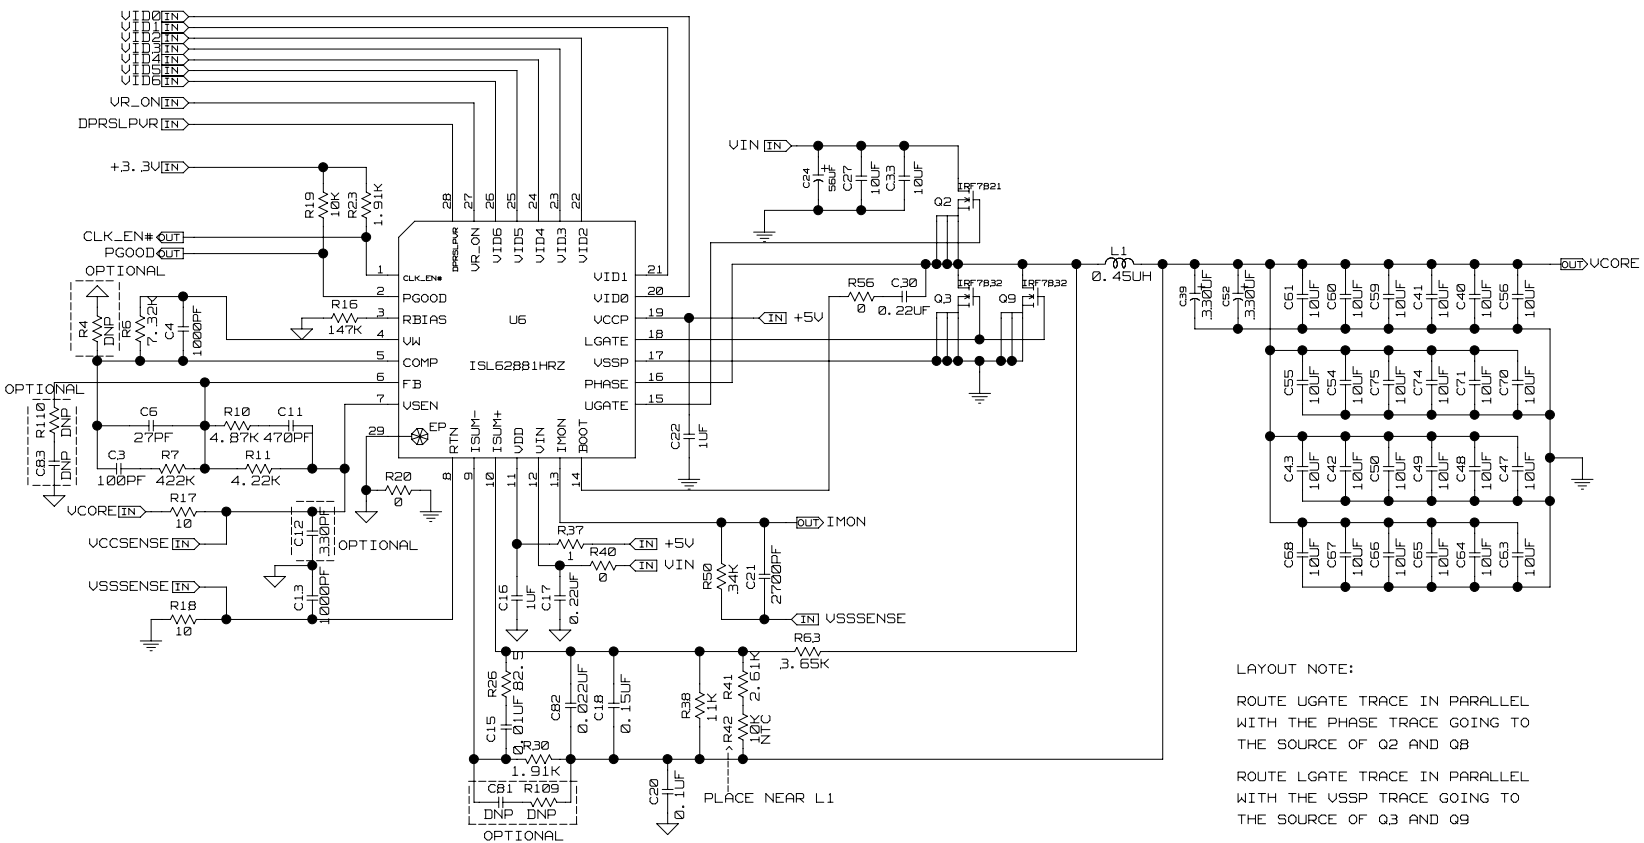 VID0 IN
VID1 IN
VID2 IN
VID3 IN
VID4 IN
VID5 IN
VID6 IN
VR_ON IN
DPRSLPVR IN
+3.3V IN
R19
10K
R23
1.91K
CLK_EN# OUT
PGOOD OUT
OPTIONAL
R4
DNP
R6
7.32K
C4
1000PF
R16
147K
OPTIONAL
R110
DNP
C83
DNP
C6
27PF
R10
4.87K
C11
470PF
C3
100PF
R7
422K
R11
4.22K
VCORE IN
R17
10
VCCSENSE IN
C12
330PF
OPTIONAL
VSSSENSE IN
R18
10
C13
1000PF
R20
0
28
27
26
25
24
23
22
DPRSLPVR
VR_ON
VID6
VID5
VID4
VID3
VID2
1
CLK_EN#
2
PGOOD
3
RBIAS
4
VW
5
COMP
6
FB
7
VSEN
29
EP
U6
ISL62881HRZ
VID1
21
VID0
20
VCCP
19
LGATE
18
VSSP
17
PHASE
16
UGATE
15
RTN
ISUM-
ISUM+
VDD
VIN
IMON
BOOT
8
9
10
11
12
13
14
VIN IN
C24
56UF
+
C27
10UF
C33
10UF
IRF7821
Q2
IRF7832
Q3
IRF7832
Q9
R56
0
C30
0.22UF
IN +5V
C22
1UF
L1
0.45UH
OUT VCORE
C39
330UF
+
C52
330UF
+
C61
10UF
C60
10UF
C59
10UF
C41
10UF
C40
10UF
C56
10UF
C55
10UF
C54
10UF
C75
10UF
C74
10UF
C71
10UF
C70
10UF
C43
10UF
C42
10UF
C50
10UF
C49
10UF
C48
10UF
C47
10UF
C68
10UF
C67
10UF
C66
10UF
C65
10UF
C64
10UF
C63
10UF
OUT IMON
R37
1
IN +5V
R40
0
IN VIN
C16
1UF
C17
0.22UF
R50
34K
C21
2700PF
IN VSSSENSE
R63
3.65K
R26
82.5
C15
0.01UF
C82
0.022UF
C18
0.15UF
R38
11K
R41
2.61K
R42
10K
NTC
R30
1.91K
C81
DNP
R109
DNP
OPTIONAL
C20
0.1UF
PLACE NEAR L1
LAYOUT NOTE:
ROUTE UGATE TRACE IN PARALLEL
WITH THE PHASE TRACE GOING TO
THE SOURCE OF Q2 AND Q8
ROUTE LGATE TRACE IN PARALLEL
WITH THE VSSP TRACE GOING TO
THE SOURCE OF Q3 AND Q9